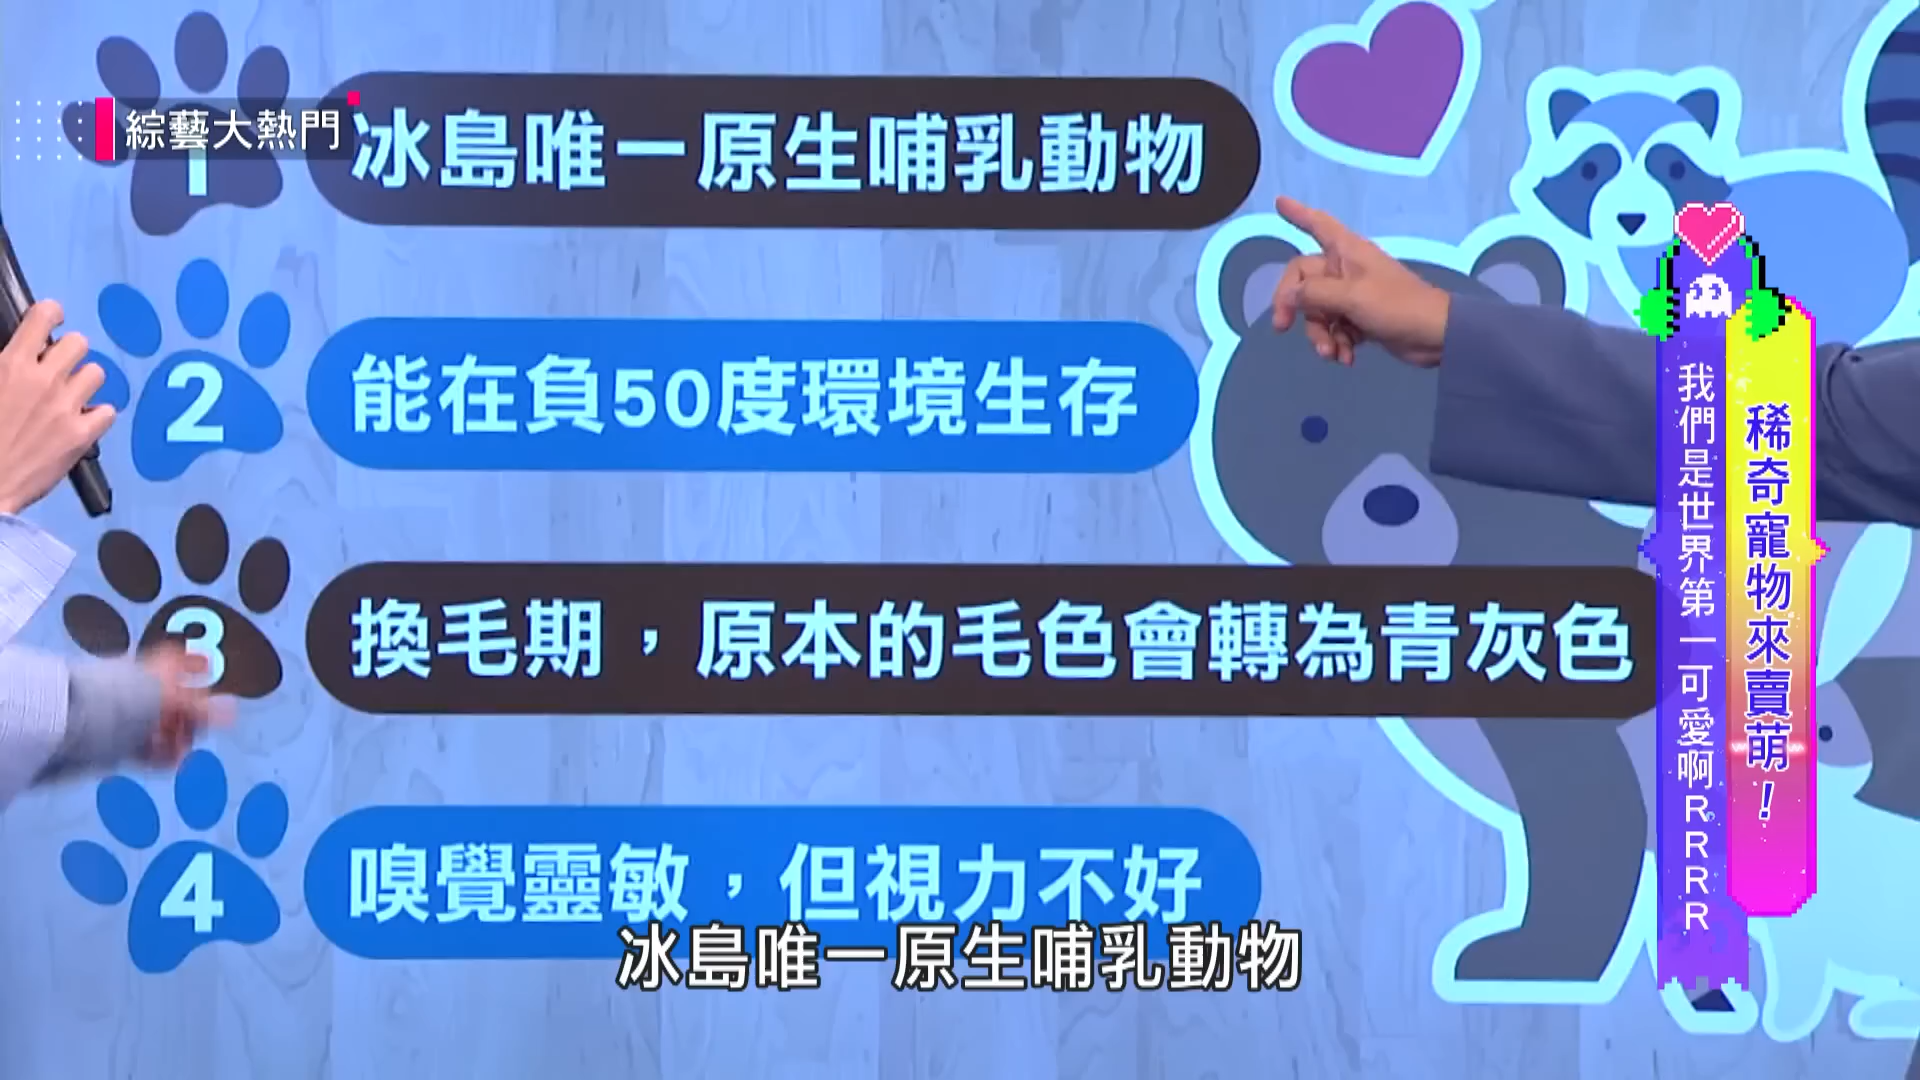 綜藝大熱門
1
冰島唯一原生哺乳動物
2
能在負50度環境生存
3
換毛期，原本的毛色會轉為青灰色
4
嗅覺靈敏，但視力不好
冰島唯一原生哺乳動物
稀奇寵物來賣萌！
我們是世界第一可愛啊RRRR